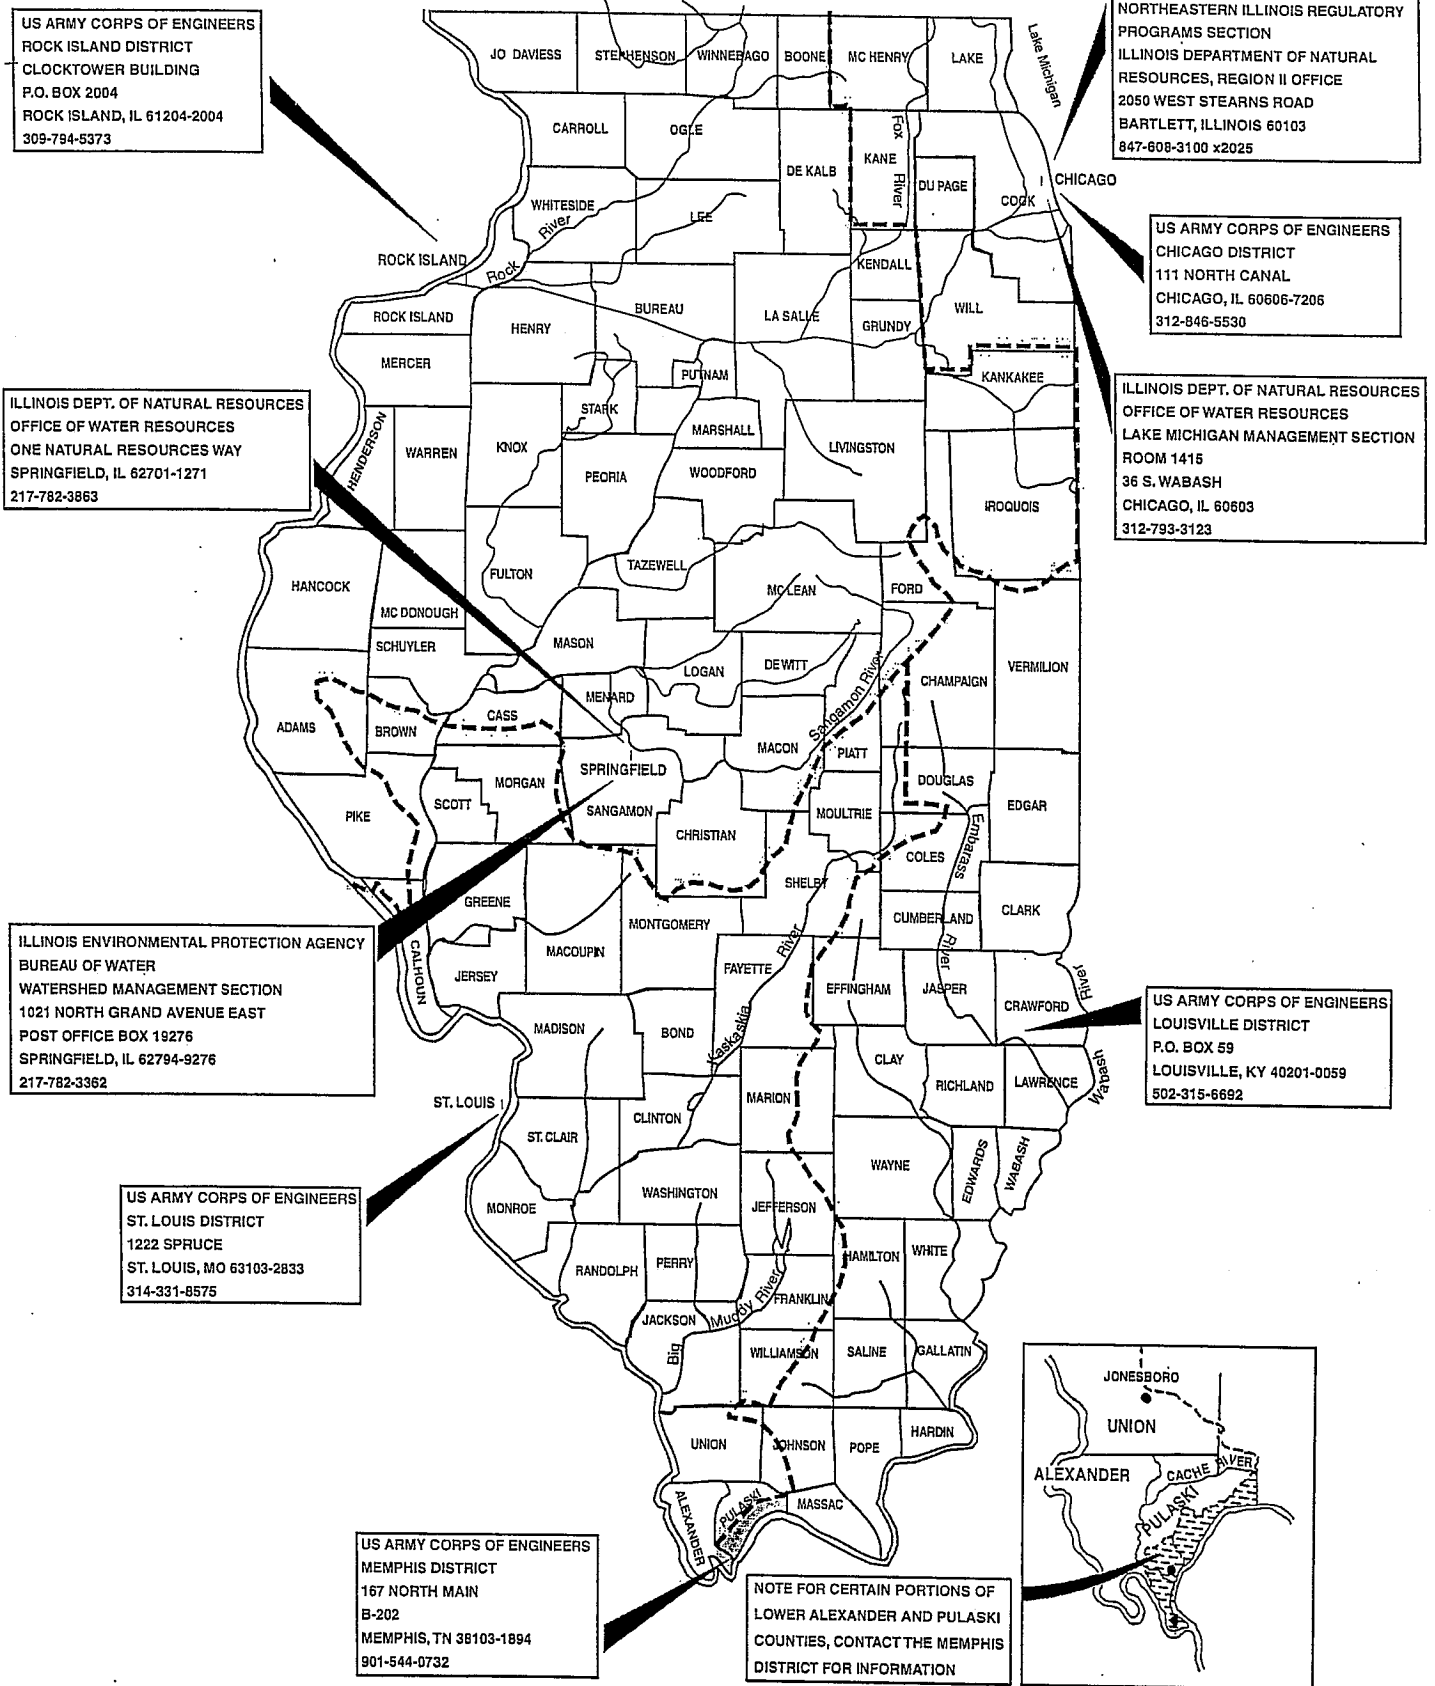 US ARMY CORPS OF ENGINEERS
ROCK ISLAND DISTRICT
CLOCKTOWER BUILDING
P.O. BOX 2004
ROCK ISLAND, IL 61204-2004
309-794-5373
NORTHEASTERN ILLINOIS REGULATORY
PROGRAMS SECTION
ILLINOIS DEPARTMENT OF NATURAL
RESOURCES, REGION II OFFICE
2050 WEST STEARNS ROAD
BARTLETT, ILLINOIS 60103
847-608-3100 x2025
US ARMY CORPS OF ENGINEERS
CHICAGO DISTRICT
111 NORTH CANAL
CHICAGO, IL 60606-7206
312-846-5530
ILLINOIS DEPT. OF NATURAL RESOURCES
OFFICE OF WATER RESOURCES
ONE NATURAL RESOURCES WAY
SPRINGFIELD, IL 62701-1271
217-782-3863
ILLINOIS DEPT. OF NATURAL RESOURCES
OFFICE OF WATER RESOURCES
LAKE MICHIGAN MANAGEMENT SECTION
ROOM 1415
36 S. WABASH
CHICAGO, IL 60603
312-793-3123
ILLINOIS ENVIRONMENTAL PROTECTION AGENCY
BUREAU OF WATER
WATERSHED MANAGEMENT SECTION
1021 NORTH GRAND AVENUE EAST
POST OFFICE BOX 19276
SPRINGFIELD, IL 62794-9276
217-782-3362
US ARMY CORPS OF ENGINEERS
LOUISVILLE DISTRICT
P.O. BOX 59
LOUISVILLE, KY 40201-0059
502-315-6692
US ARMY CORPS OF ENGINEERS
ST. LOUIS DISTRICT
1222 SPRUCE
ST. LOUIS, MO 63103-2833
314-331-8575
US ARMY CORPS OF ENGINEERS
MEMPHIS DISTRICT
167 NORTH MAIN
B-202
MEMPHIS, TN 38103-1894
901-544-0732
NOTE FOR CERTAIN PORTIONS OF
LOWER ALEXANDER AND PULASKI
COUNTIES, CONTACT THE MEMPHIS
DISTRICT FOR INFORMATION
JO DAVIESS
STEPHENSON
WINNEBAGO
BOONE
MC HENRY
LAKE
Lake Michigan
CARROLL
OGLE
DE KALB
KANE
Fox
River
DU PAGE
COOK
CHICAGO
WHITESIDE
LEE
Rock
River
ROCK ISLAND
ROCK ISLAND
HENRY
BUREAU
LA SALLE
KENDALL
GRUNDY
WILL
MERCER
PUTNAM
KANKAKEE
STARK
HENDERSON
WARREN
KNOX
PEORIA
MARSHALL
WOODFORD
LIVINGSTON
IROQUOIS
HANCOCK
MC DONOUGH
FULTON
TAZEWELL
MC LEAN
FORD
SCHUYLER
MASON
LOGAN
DEWITT
CHAMPAIGN
VERMILION
Sangamon River
ADAMS
BROWN
CASS
MENARD
MACON
PIATT
SPRINGFIELD
SANGAMON
MORGAN
SCOTT
PIKE
CHRISTIAN
MOULTRIE
DOUGLAS
EDGAR
COLES
Embarass
River
SHELBY
CUMBERLAND
CLARK
GREENE
MACOUPIN
MONTGOMERY
CALHOUN
JERSEY
FAYETTE
Kaskaskia
River
EFFINGHAM
JASPER
CRAWFORD
MADISON
BOND
CLAY
RICHLAND
LAWRENCE
Wabash
River
ST. LOUIS
ST. CLAIR
CLINTON
MARION
WAYNE
EDWARDS
WABASH
MONROE
WASHINGTON
JEFFERSON
RANDOLPH
PERRY
HAMILTON
WHITE
FRANKLIN
JACKSON
Big
Muddy River
WILLIAMSON
SALINE
GALLATIN
UNION
JOHNSON
POPE
HARDIN
ALEXANDER
PULASKI
MASSAC
JONESBORO
UNION
ALEXANDER
CACHE RIVER
PULASKI